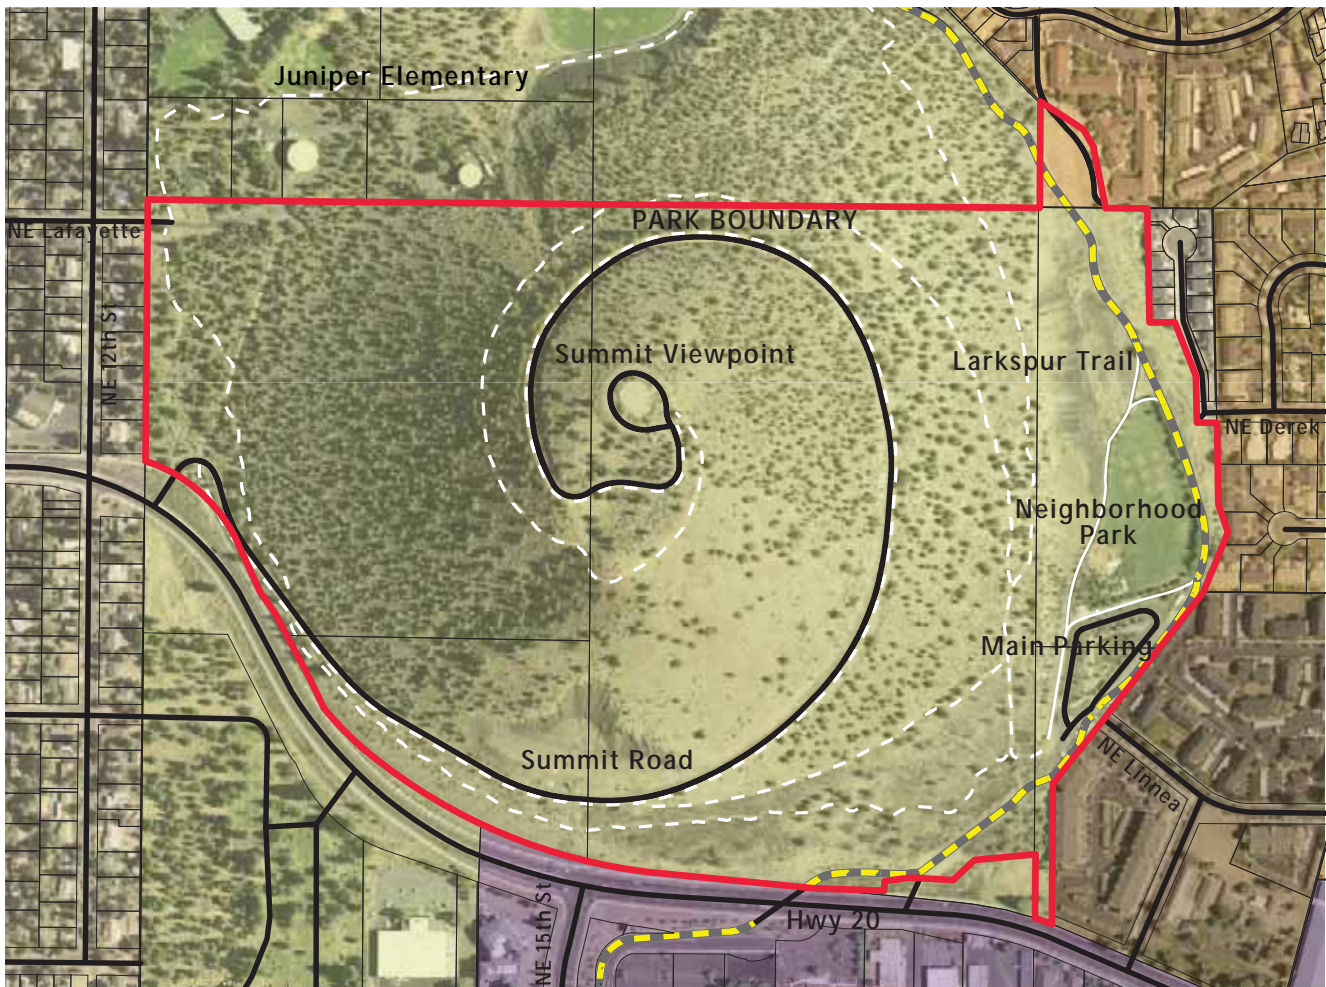 Juniper Elementary
PARK BOUNDARY
NE Lafayette
NE 12th St
Summit Viewpoint
Larkspur Trail
NE Derek
Neighborhood
Park
Main Parking
Summit Road
NE Linnea
NE 15th St
Hwy 20